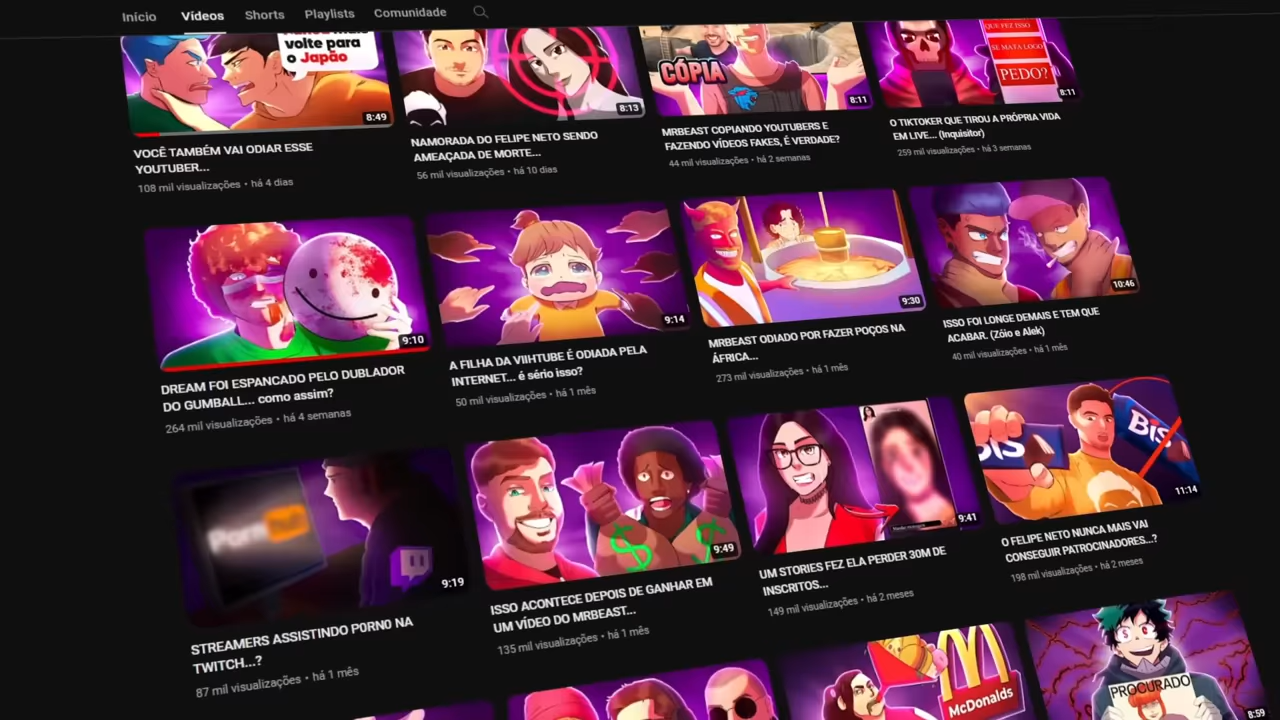 Início Vídeos Shorts Playlists Comunidade
volte para
o Japão
8:49
VOCÊ TAMBÉM VAI ODIAR ESSE
YOUTUBER...
108 mil visualizações • há 4 dias
8:13
NAMORADA DO FELIPE NETO SENDO
AMEAÇADA DE MORTE...
56 mil visualizações • há 10 dias
CÓPIA
8:11
MRBEAST COPIANDO YOUTUBERS E
FAZENDO VÍDEOS FAKES, É VERDADE?
44 mil visualizações • há 2 semanas
QUE FEZ ISSO
SE MATA LOGO
PEDO?
8:11
O TIKTOKER QUE TIROU A PRÓPRIA VIDA
EM LIVE... (Inquisitor)
259 mil visualizações • há 3 semanas
9:10
DREAM FOI ESPANCADO PELO DUBLADOR
DO GUMBALL... como assim?
264 mil visualizações • há 4 semanas
9:14
A FILHA DA VIIHTUBE É ODIADA PELA
INTERNET... é sério isso?
50 mil visualizações • há 1 mês
9:30
MRBEAST ODIADO POR FAZER POÇOS NA
ÁFRICA...
273 mil visualizações • há 1 mês
10:46
ISSO FOI LONGE DEMAIS E TEM QUE
ACABAR. (Zóio e Alek)
40 mil visualizações • há 1 mês
Pornhub
9:19
STREAMERS ASSISTINDO P0RN0 NA
TWITCH...?
87 mil visualizações • há 1 mês
$ $
9:49
ISSO ACONTECE DEPOIS DE GANHAR EM
UM VÍDEO DO MRBEAST...
135 mil visualizações • há 1 mês
9:41
UM STORIES FEZ ELA PERDER 30M DE
INSCRITOS...
149 mil visualizações • há 2 meses
BIS
BIS
11:14
O FELIPE NETO NUNCA MAIS VAI
CONSEGUIR PATROCINADORES...?
198 mil visualizações • há 2 meses
McDonalds
PROCURADO
8:59